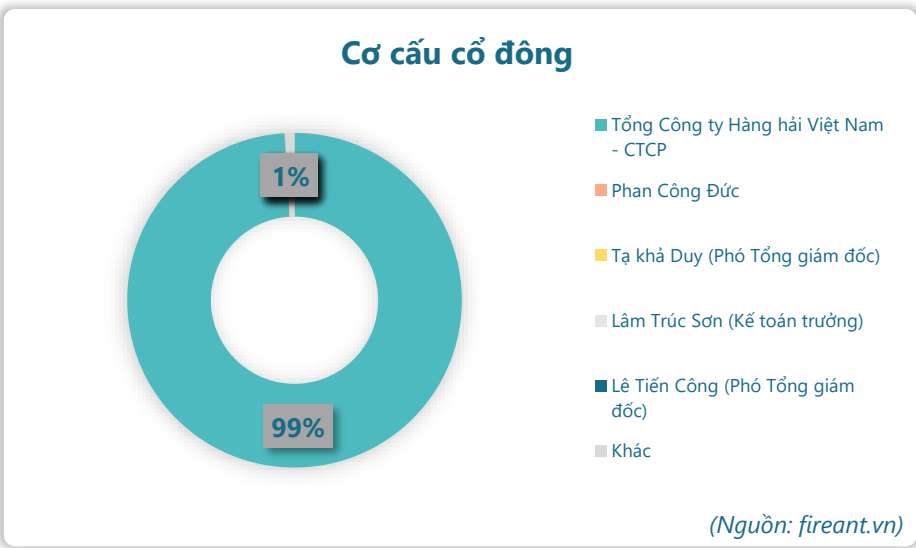 Cơ cấu cổ đông
1%
99%
Tổng Công ty Hàng hải Việt Nam
- CTCP
Phan Công Đức
Tạ khả Duy (Phó Tổng giám đốc)
Lâm Trúc Sơn (Kế toán trưởng)
Lê Tiến Công (Phó Tổng giám
đốc)
Khác
(Nguồn: fireant.vn)